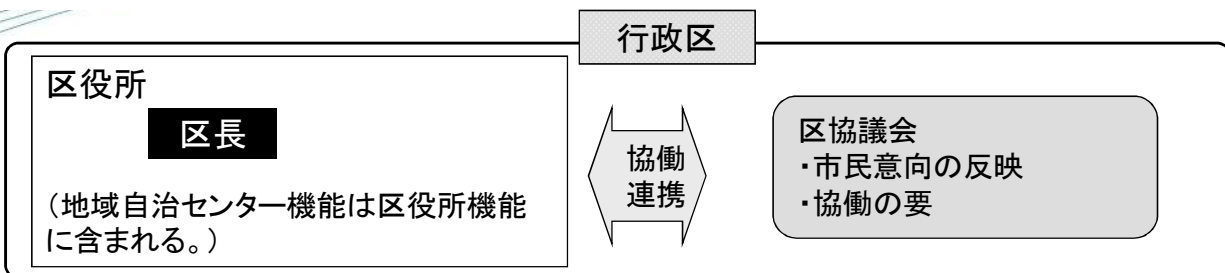 行政区
区役所
区長
（地域自治センター機能は区役所機能
に含まれる。）
協働
連携
区協議会
・市民意向の反映
・協働の要